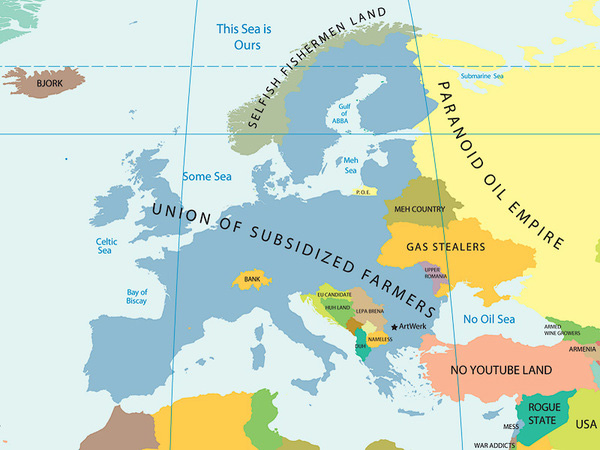 This Sea is
Ours
SELFISH FISHERMEN LAND
BJORK
Submarine Sea
Gulf
of
ABBA
PARANOID OIL EMPIRE
Meh
Sea
Some Sea
P.O.E.
MEH COUNTRY
UNION OF SUBSIDIZED FARMERS
Celtic
Sea
GAS STEALERS
UPPER
ROMANIA
BANK
Bay of
Biscay
EU CANDIDATE
HUH LAND
LEPA BRENA
No Oil Sea
ArtWerk
NAMELESS
DUH
ARMED
WINE GROWERS
ARMENIA
NO YOUTUBE LAND
ROGUE
STATE
MESS
USA
WAR ADDICTS